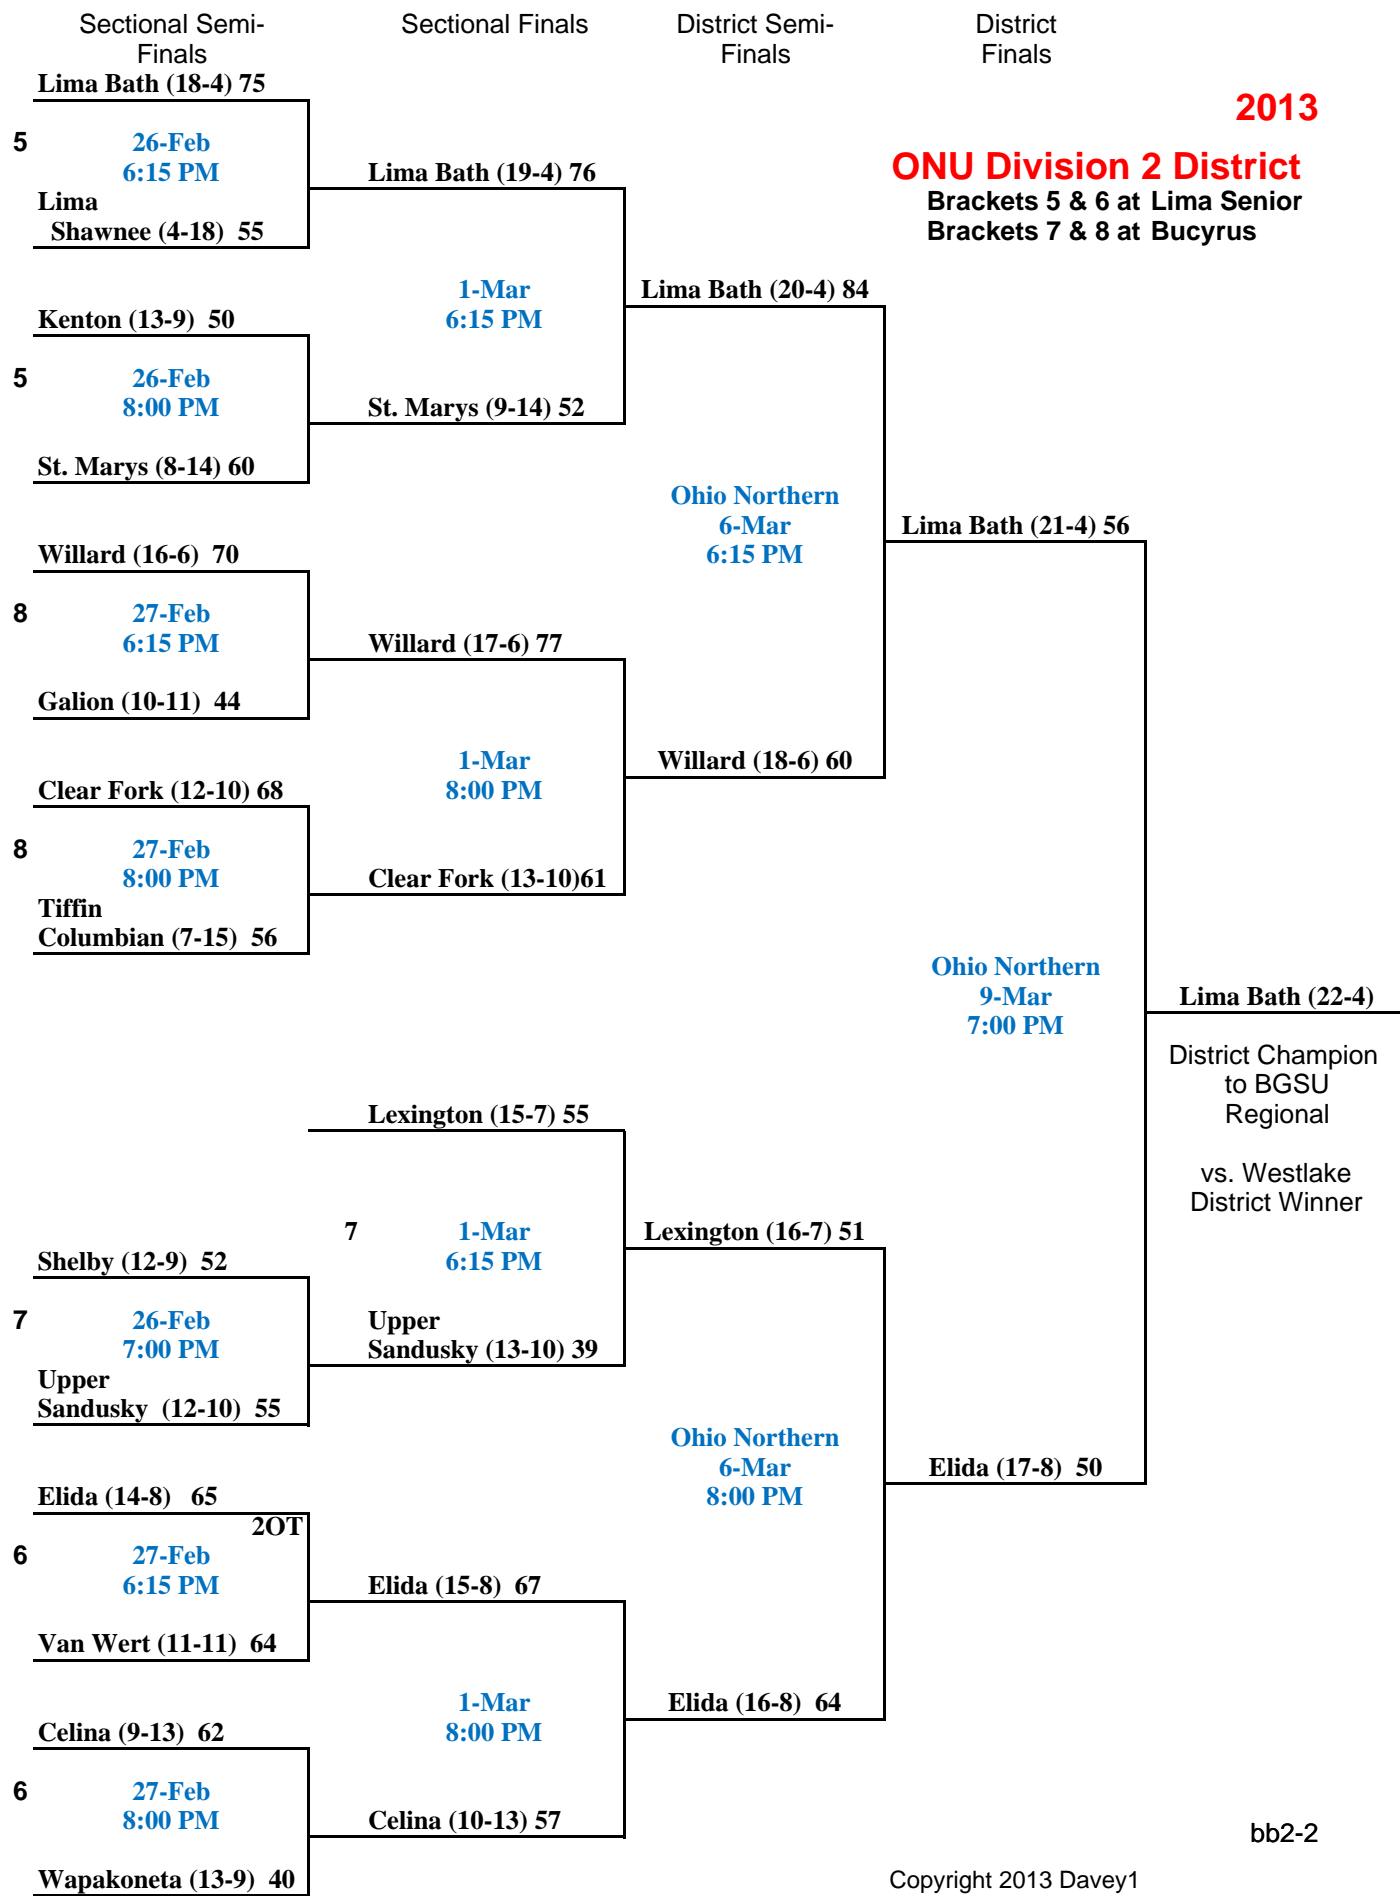 Sectional Semi-
Finals
Sectional Finals
District Semi-
Finals
District
Finals
2013
ONU Division 2 District
Brackets 5 & 6 at Lima Senior
Brackets 7 & 8 at Bucyrus
Lima Bath (18-4) 75
5
26-Feb
6:15 PM
Lima
Shawnee (4-18) 55
Lima Bath (19-4) 76
Kenton (13-9) 50
1-Mar
6:15 PM
Lima Bath (20-4) 84
5
26-Feb
8:00 PM
St. Marys (9-14) 52
St. Marys (8-14) 60
Ohio Northern
6-Mar
6:15 PM
Lima Bath (21-4) 56
Willard (16-6) 70
8
27-Feb
6:15 PM
Willard (17-6) 77
Galion (10-11) 44
1-Mar
8:00 PM
Willard (18-6) 60
Clear Fork (12-10) 68
8
27-Feb
8:00 PM
Clear Fork (13-10)61
Tiffin
Columbian (7-15) 56
Ohio Northern
9-Mar
7:00 PM
Lima Bath (22-4)
District Champion
to BGSU
Regional
vs. Westlake
District Winner
Lexington (15-7) 55
7
1-Mar
6:15 PM
Lexington (16-7) 51
Shelby (12-9) 52
7
26-Feb
7:00 PM
Upper
Sandusky (13-10) 39
Upper
Sandusky (12-10) 55
Ohio Northern
6-Mar
8:00 PM
Elida (17-8) 50
Elida (14-8) 65
2OT
6
27-Feb
6:15 PM
Elida (15-8) 67
Van Wert (11-11) 64
1-Mar
8:00 PM
Elida (16-8) 64
Celina (9-13) 62
6
27-Feb
8:00 PM
Celina (10-13) 57
Wapakoneta (13-9) 40
bb2-2
Copyright 2013 Davey1